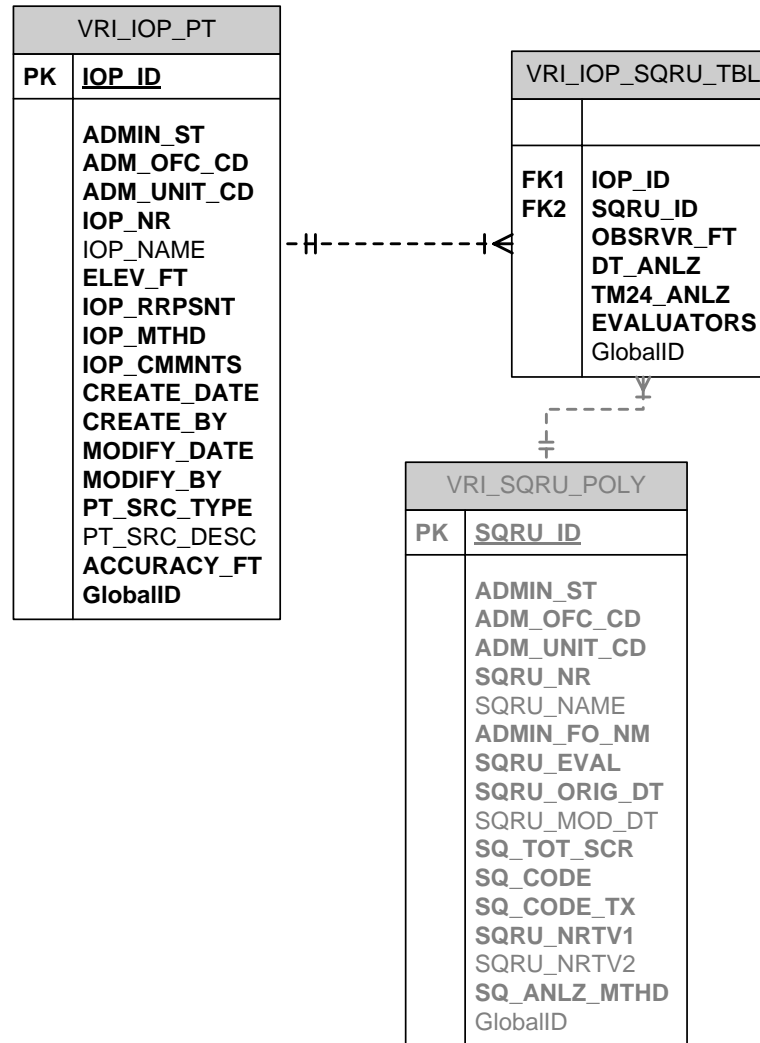 VRI_IOP_PT
PK IOP_ID
ADMIN_ST
ADM_OFC_CD
ADM_UNIT_CD
IOP_NR
IOP_NAME
ELEV_FT
IOP_RRPSNT
IOP_MTHD
IOP_CMMNTS
CREATE_DATE
CREATE_BY
MODIFY_DATE
MODIFY_BY
PT_SRC_TYPE
PT_SRC_DESC
ACCURACY_FT
GlobalID
VRI_IOP_SQRU_TBL
FK1 IOP_ID
FK2 SQRU_ID
OBSRVR_FT
DT_ANLZ
TM24_ANLZ
EVALUATORS
GlobalID
VRI_SQRU_POLY
PK SQRU_ID
ADMIN_ST
ADM_OFC_CD
ADM_UNIT_CD
SQRU_NR
SQRU_NAME
ADMIN_FO_NM
SQRU_EVAL
SQRU_ORIG_DT
SQRU_MOD_DT
SQ_TOT_SCR
SQ_CODE
SQ_CODE_TX
SQRU_NRTV1
SQRU_NRTV2
SQ_ANLZ_MTHD
GlobalID